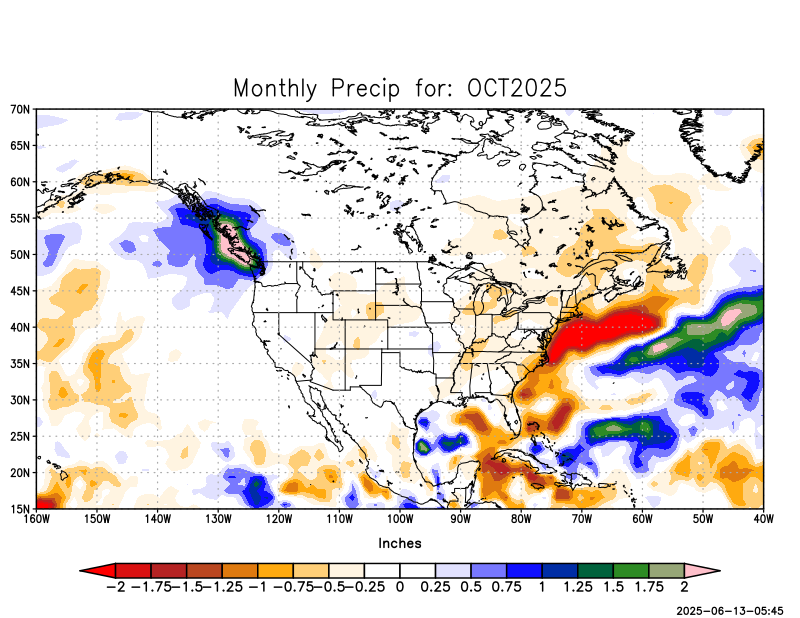 Monthly Precip for: OCT2025
70N
65N
60N
55N
50N
45N
40N
35N
30N
25N
20N
15N
160W 150W 140W 130W 120W 110W 100W 90W 80W 70W 60W 50W 40W
Inches
-2 -1.75 -1.5 -1.25 -1 -0.75 -0.5 -0.25 0 0.25 0.5 0.75 1 1.25 1.5 1.75 2
2025-06-13-05:45